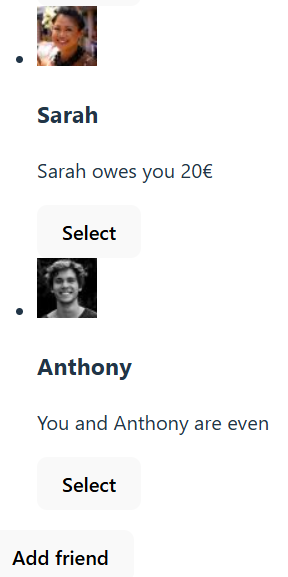 Sarah
Sarah owes you 20€
Select
Anthony
You and Anthony are even
Select
Add friend